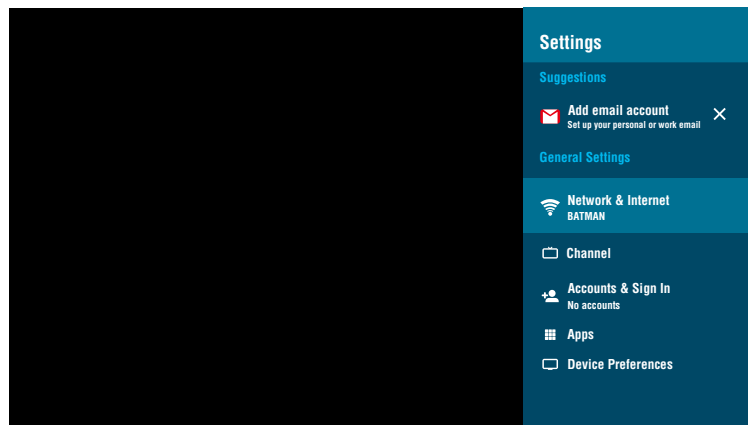 Settings
Suggestions
Add email account
Set up your personal or work email
General Settings
Network & Internet
BATMAN
Channel
Accounts & Sign In
No accounts
Apps
Device Preferences